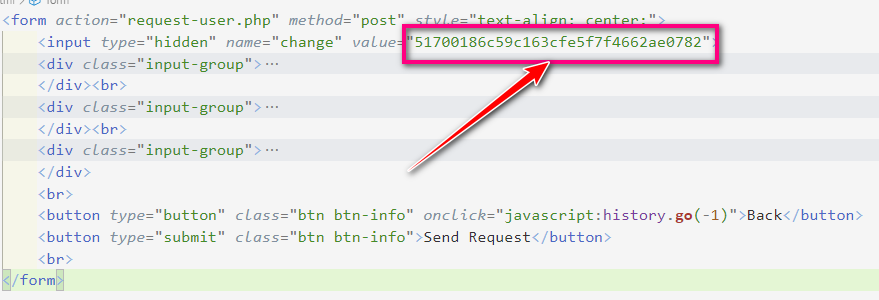 <form action="request-user.php" method="post" style="text-align: center;">
<input type="hidden" name="change" value="51700186c59c163cfe5f7f4662ae0782">
<div class="input-group">…
</div><br>
<div class="input-group">…
</div><br>
<div class="input-group">…
</div>
<br>
<button type="button" class="btn btn-info" onclick="javascript:history.go(-1)">Back</button>
<button type="submit" class="btn btn-info">Send Request</button>
<br>
</form>